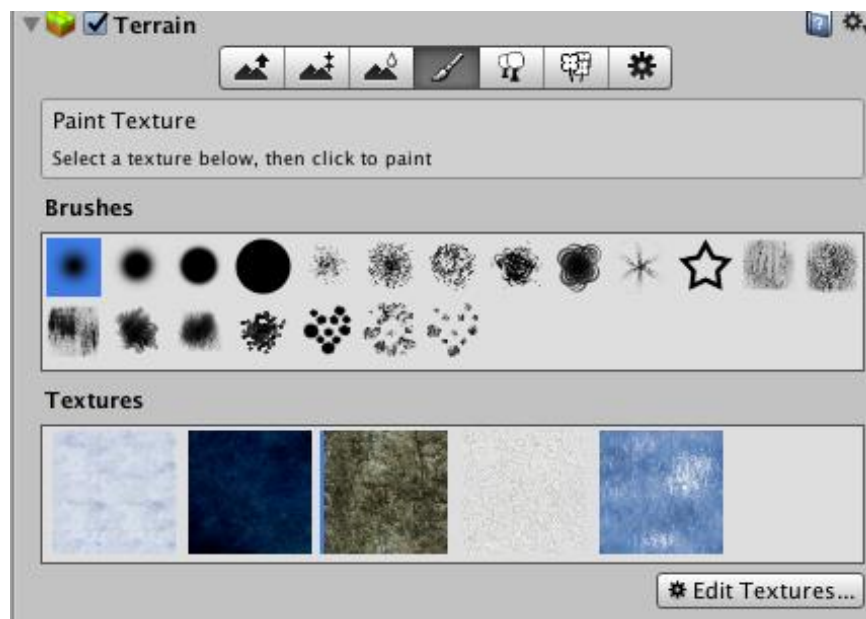 Terrain
Paint Texture
Select a texture below, then click to paint
Brushes
Textures
Edit Textures...